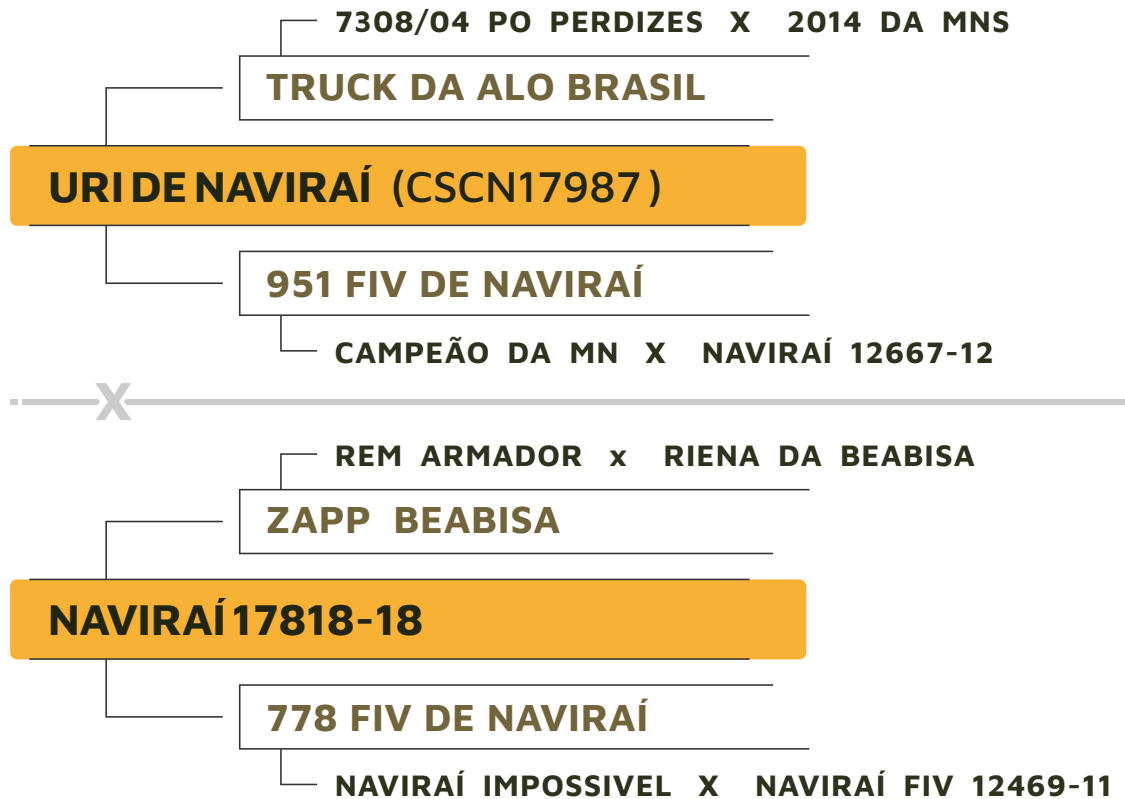 7308/04 PO PERDIZES X 2014 DA MNS
TRUCK DA ALO BRASIL
URI DE NAVIRAÍ (CSCN17987)
951 FIV DE NAVIRAÍ
CAMPEÃO DA MN X NAVIRAÍ 12667-12
X
REM ARMADOR x RIENA DA BEABISA
ZAPP BEABISA
NAVIRAÍ 17818-18
778 FIV DE NAVIRAÍ
NAVIRAÍ IMPOSSIVEL X NAVIRAÍ FIV 12469-11